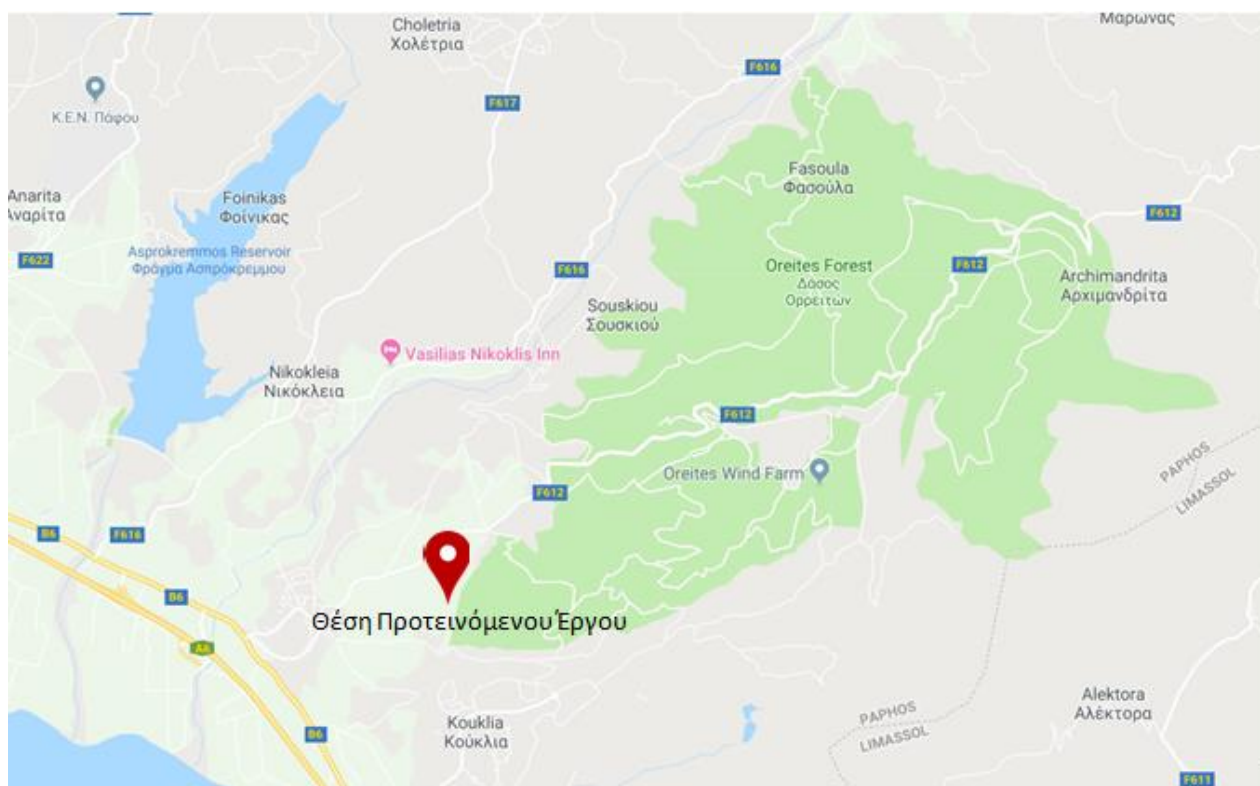 Choletria
Χολέτρια
Μαρωνας
F616
Κ.Ε.Ν. Πάφου
F617
Fasoula
Φασούλα
Anarita
Αναρίτα
Foinikas
Φοίνικας
F612
F622
Asprokremmos Reservoir
Φράγμα Ασπρόκρεμμου
F616
Oreites Forest
Δάσος
Ορρείτων
F612
Archimandrita
Αρχιμανδρίτα
Souskiou
Σουσκιού
Vasilias Nikoklis Inn
Nikokleia
Νικόκλεια
F612
Oreites Wind Farm
PAPHOS
LIMASSOL
F612
B6
F616
B6
Θέση Προτεινόμενου Έργου
A6
Kouklia
Κούκλια
B6
Alektora
Αλέκτορα
PAPHOS
LIMASSOL
F611